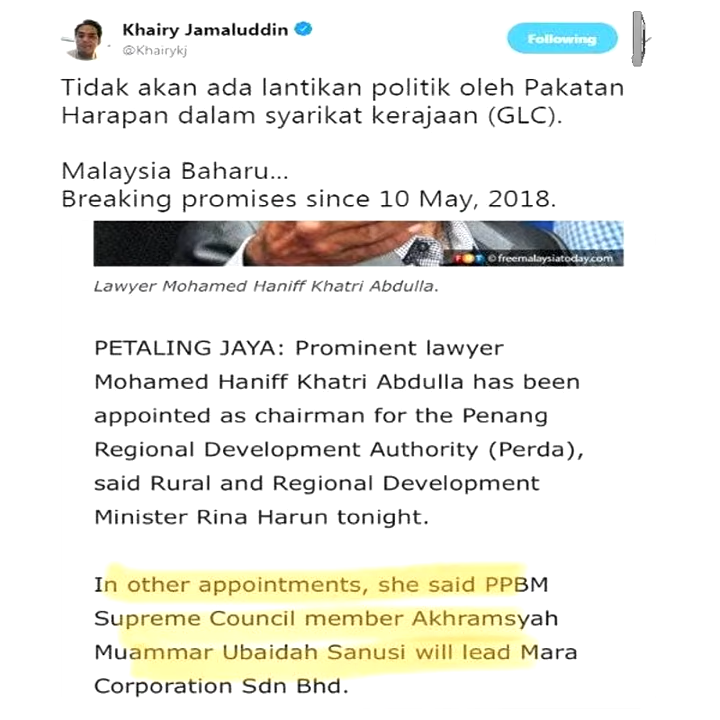 Khairy Jamaluddin
@Khairykj
Following
Tidak akan ada lantikan politik oleh Pakatan
Harapan dalam syarikat kerajaan (GLC).
Malaysia Baharu...
Breaking promises since 10 May, 2018.
FMT © freemalaysiatoday.com
Lawyer Mohamed Haniff Khatri Abdulla.
PETALING JAYA: Prominent lawyer
Mohamed Haniff Khatri Abdulla has been
appointed as chairman for the Penang
Regional Development Authority (Perda),
said Rural and Regional Development
Minister Rina Harun tonight.
In other appointments, she said PPBM
Supreme Council member Akhramsyah
Muammar Ubaidah Sanusi will lead Mara
Corporation Sdn Bhd.